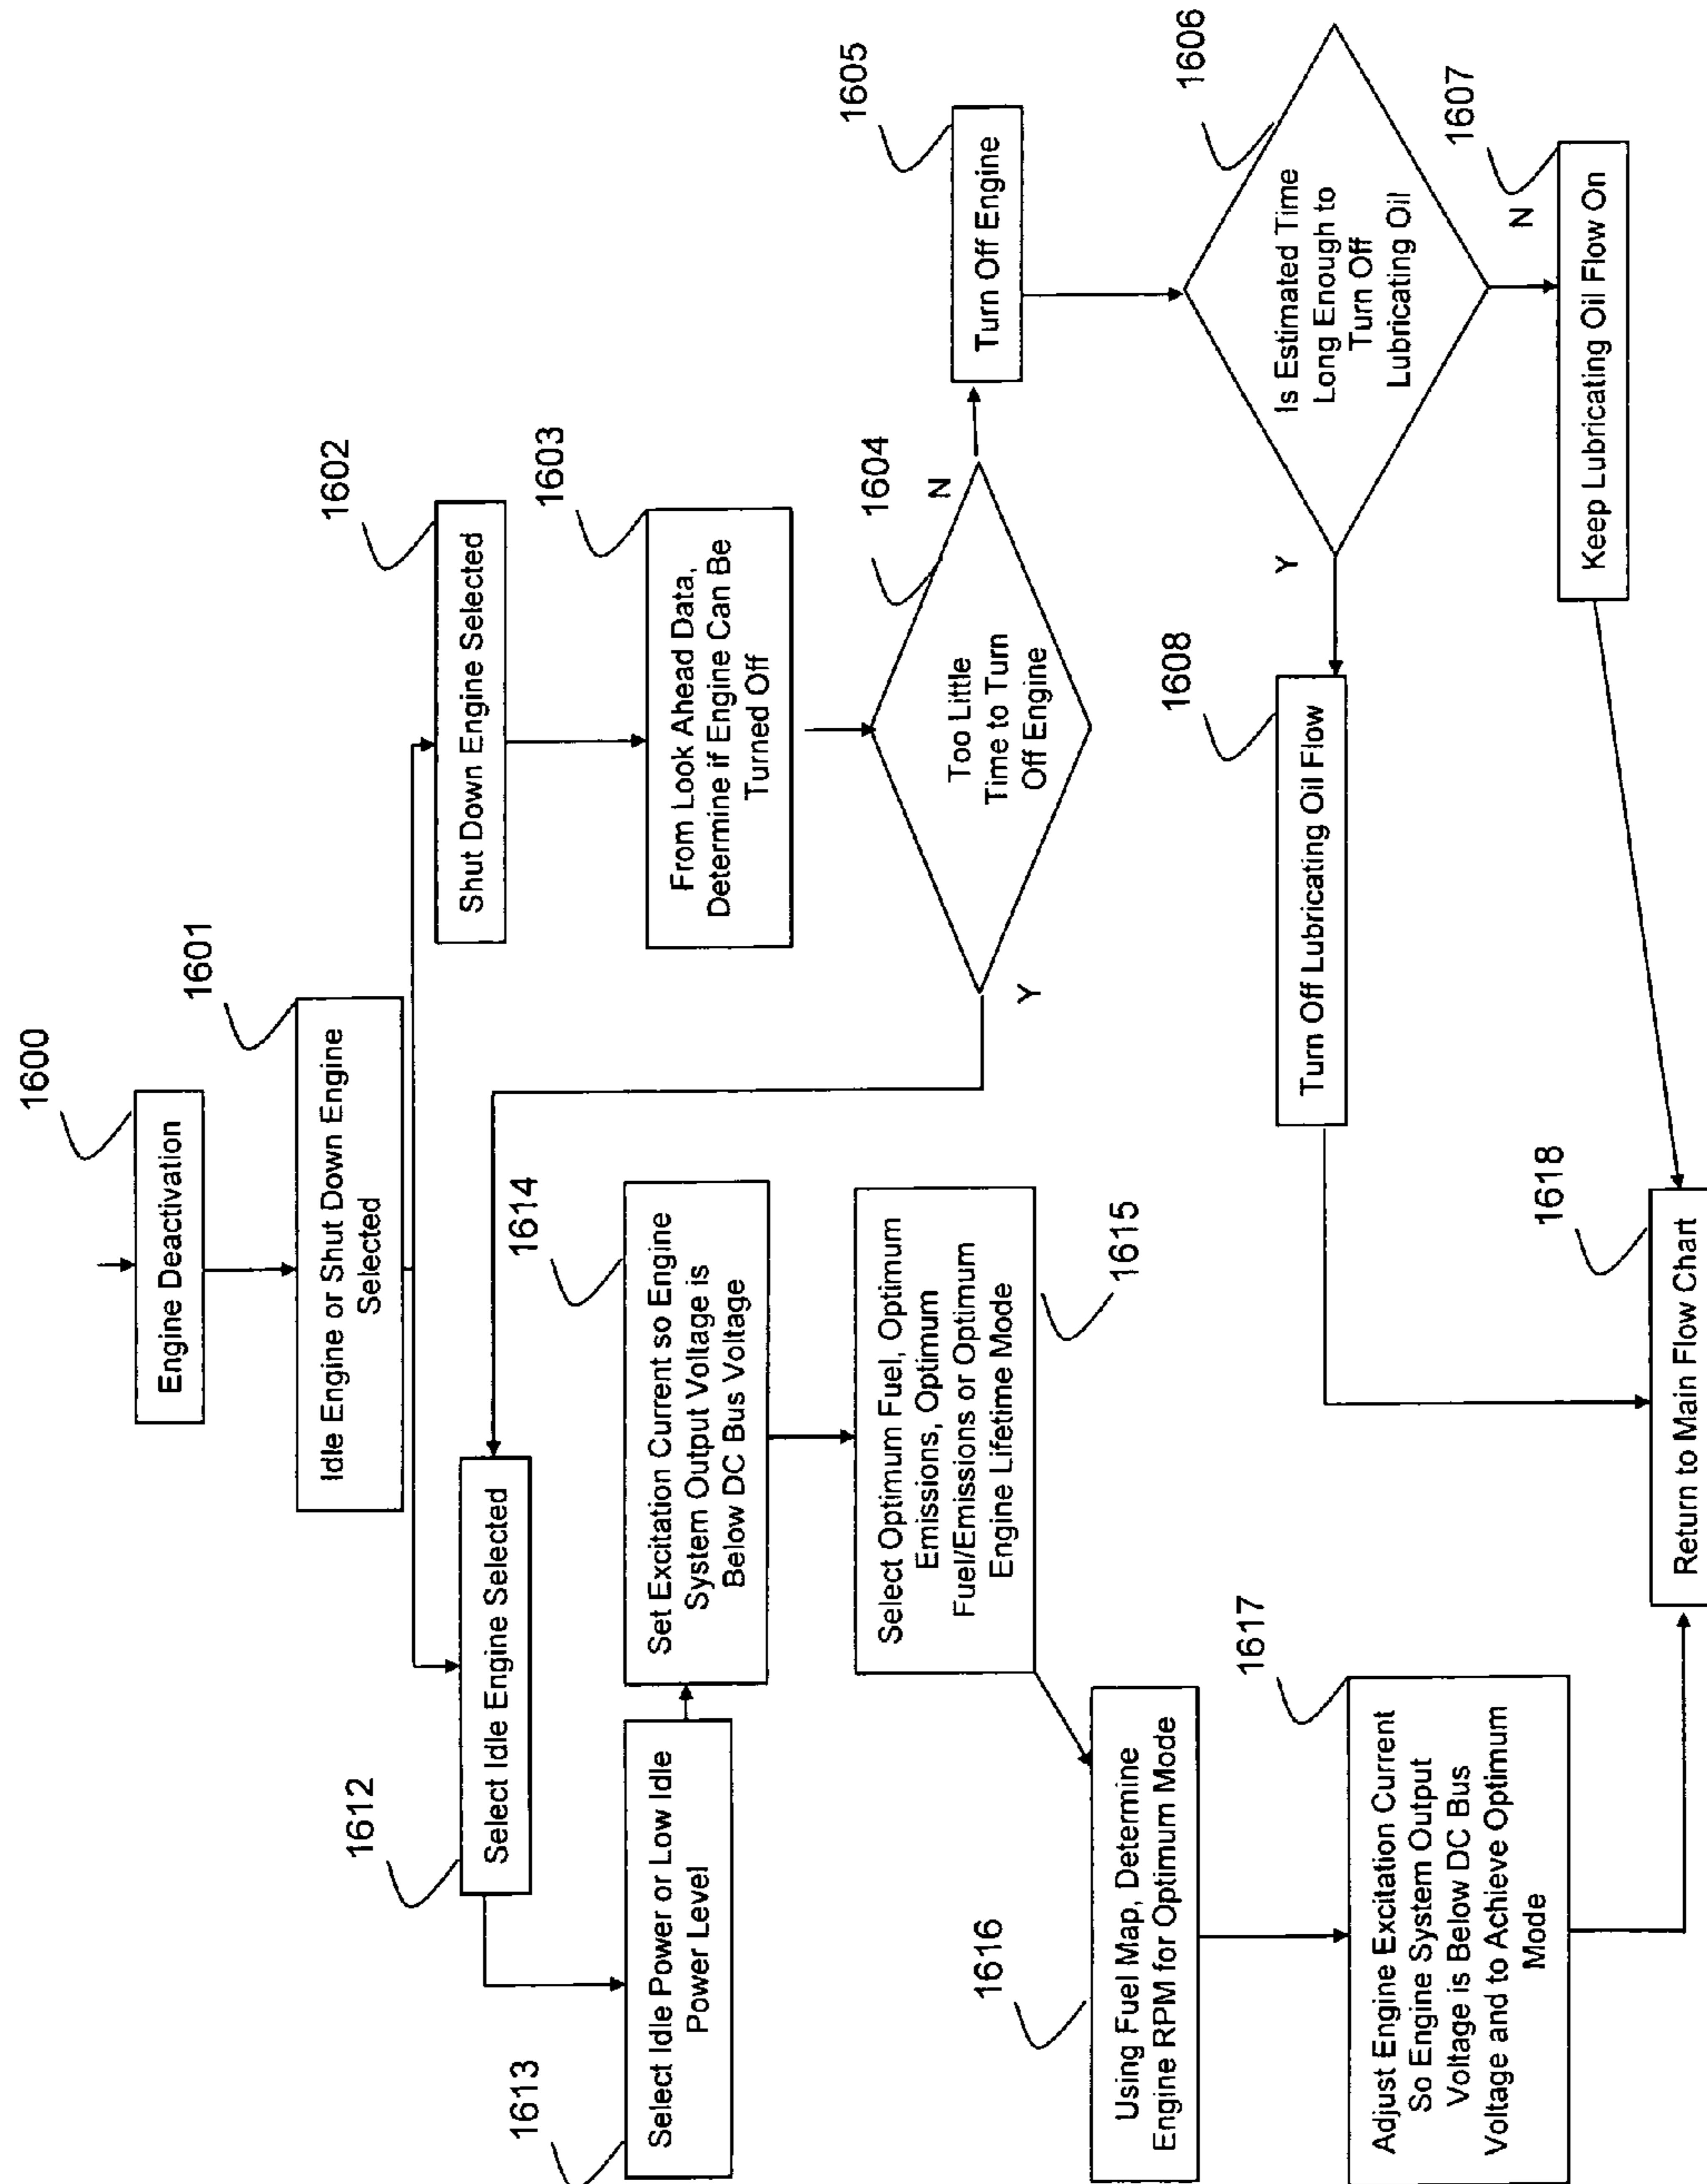 1600
Engine Deactivation
1601
Idle Engine or Shut Down Engine
Selected
1602
Shut Down Engine Selected
1603
From Look Ahead Data,
Determine if Engine Can Be
Turned Off
1604
Too Little
Time to Turn
Off Engine
N
Y
1605
Turn Off Engine
1606
Is Estimated Time
Long Enough to
Turn Off
Lubricating Oil
Y
N
1607
Keep Lubricating Oil Flow On
1608
Turn Off Lubricating Oil Flow
1612
Select Idle Engine Selected
1613
Select Idle Power or Low Idle
Power Level
1614
Set Excitation Current so Engine
System Output Voltage is
Below DC Bus Voltage
1615
Select Optimum Fuel, Optimum
Emissions, Optimum
Fuel/Emissions or Optimum
Engine Lifetime Mode
1616
Using Fuel Map, Determine
Engine RPM for Optimum Mode
1617
Adjust Engine Excitation Current
So Engine System Output
Voltage is Below DC Bus
Voltage and to Achieve Optimum
Mode
1618
Return to Main Flow Chart